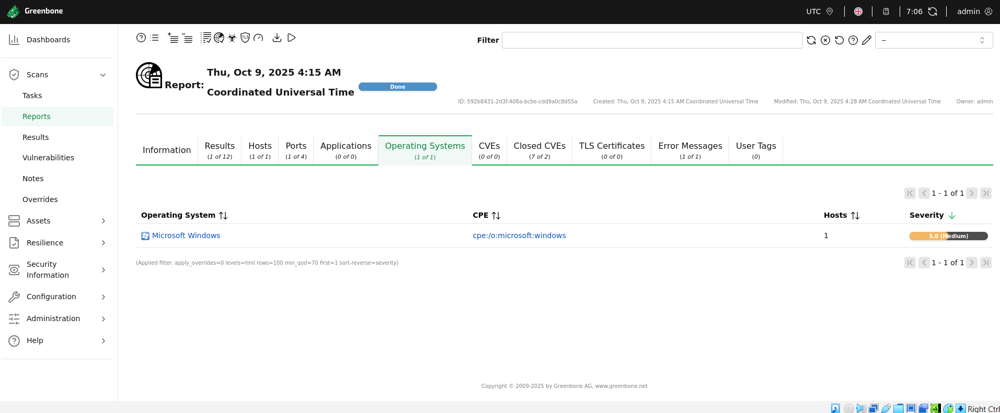 Greenbone
UTC
7:06
admin
Dashboards
Scans
Tasks
Reports
Results
Vulnerabilities
Notes
Overrides
Assets
Resilience
Security
Information
Configuration
Administration
Help
TLS
Filter
--
Report:
Thu, Oct 9, 2025 4:15 AM
Coordinated Universal Time
Done
ID: 592b8431-2d3f-408a-bcbe-cdd9a0c8d55a Created: Thu, Oct 9, 2025 4:15 AM Coordinated Universal Time Modified: Thu, Oct 9, 2025 4:28 AM Coordinated Universal Time Owner: admin
Information
Results
(1 of 12)
Hosts
(1 of 1)
Ports
(1 of 4)
Applications
(0 of 0)
Operating Systems
(1 of 1)
CVEs
(0 of 0)
Closed CVEs
(7 of 2)
TLS Certificates
(0 of 0)
Error Messages
(1 of 1)
User Tags
(0)
1 - 1 of 1
Operating System CPE Hosts Severity
Microsoft Windows cpe:/o:microsoft:windows 1 5.0 (Medium)
(Applied filter: apply_overrides=0 levels=hml rows=100 min_qod=70 first=1 sort-reverse=severity)
1 - 1 of 1
Copyright © 2009-2025 by Greenbone AG, www.greenbone.net
Right Ctrl